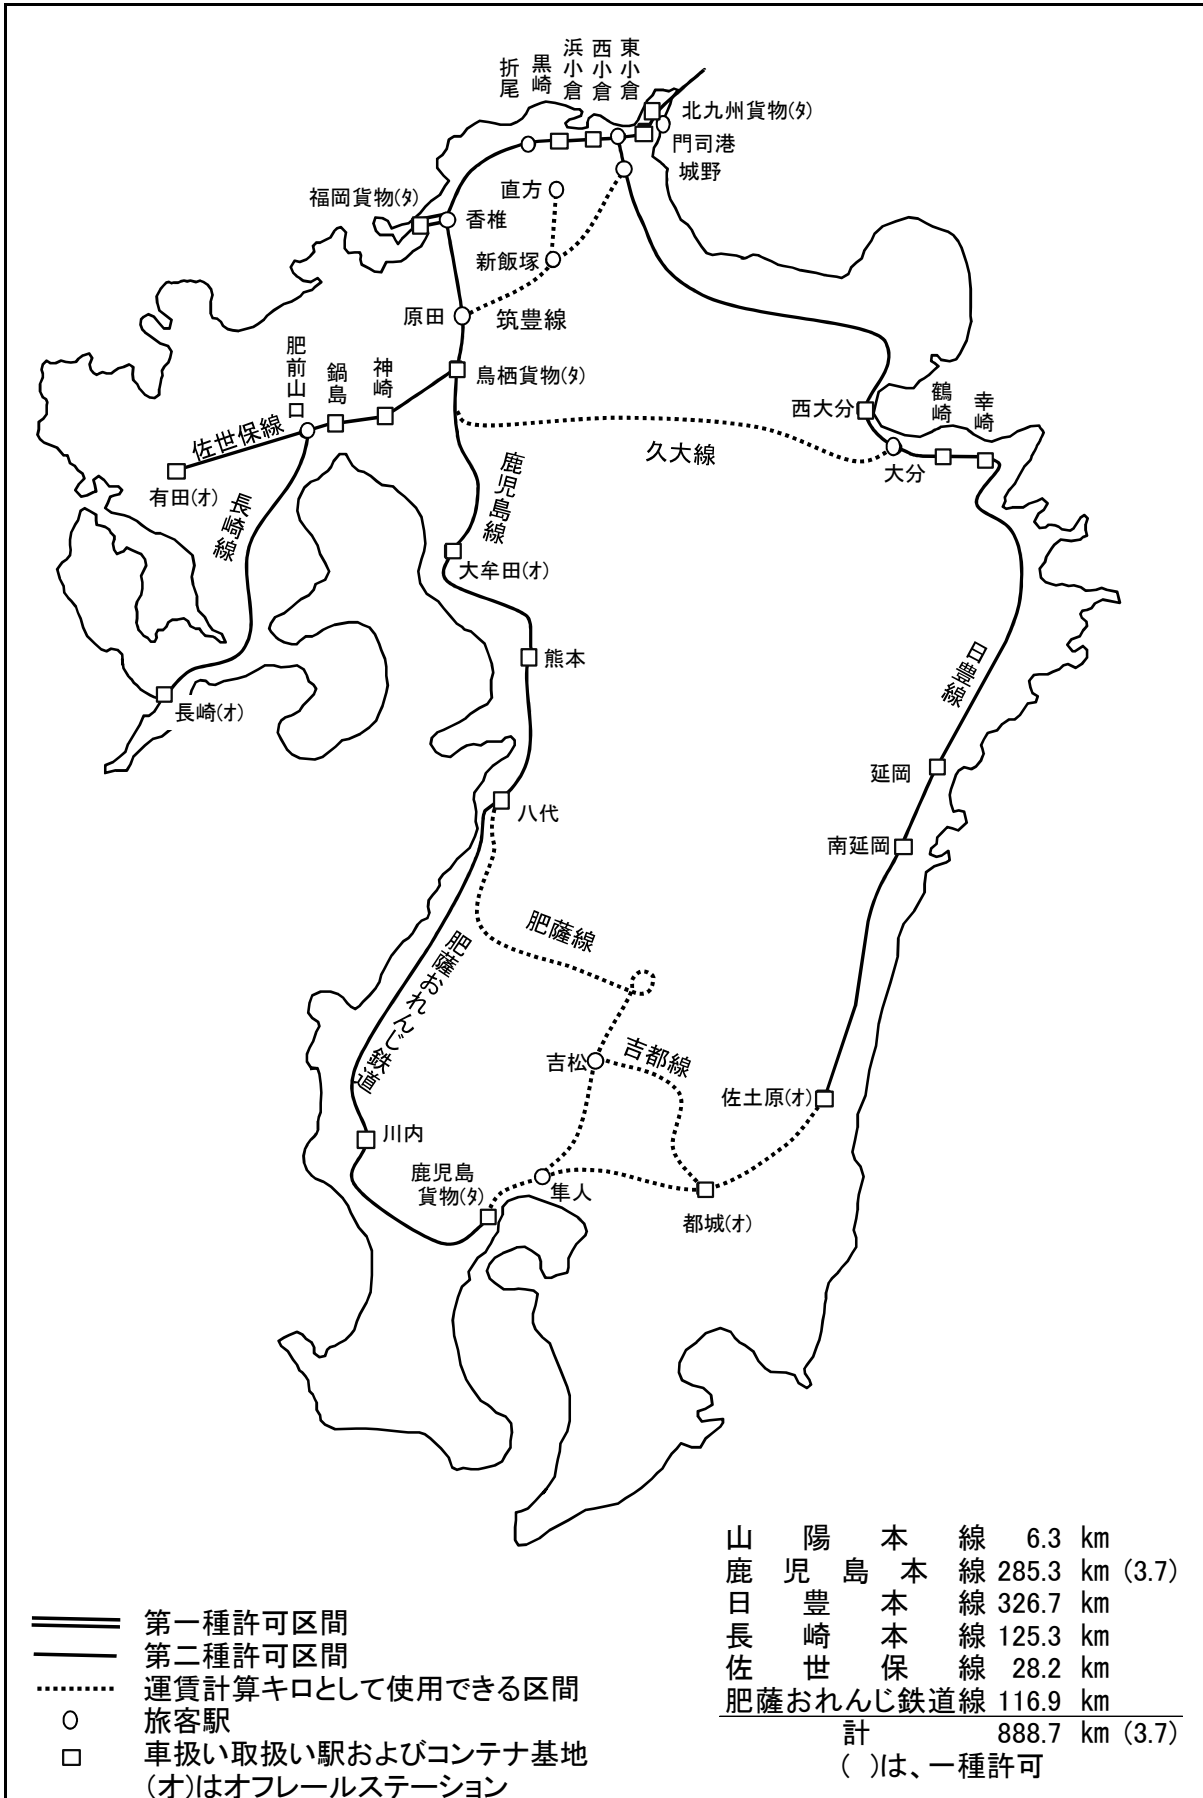 折尾
黒崎
浜小倉
西小倉
東小倉
北九州貨物(タ)
門司港
城野
福岡貨物(タ)
直方
香椎
新飯塚
原田
筑豊線
肥前山口
鍋島
神崎
鳥栖貨物(タ)
西大分
鶴崎
幸崎
佐世保線
久大線
大分
有田(オ)
長崎線
鹿児島線
大牟田(オ)
熊本
日豊線
長崎(オ)
延岡
八代
南延岡
肥薩線
肥薩おれんじ鉄道
吉松
吉都線
佐土原(オ)
川内
鹿児島
貨物(タ)
隼人
都城(オ)
山陽本線 6.3 km
鹿児島本線 285.3 km (3.7)
日豊本線 326.7 km
長崎本線 125.3 km
佐世保線 28.2 km
肥薩おれんじ鉄道線 116.9 km
計 888.7 km (3.7)
( )は、一種許可
第一種許可区間
第二種許可区間
運賃計算キロとして使用できる区間
旅客駅
車扱い取扱い駅およびコンテナ基地
(オ)はオフレールステーション